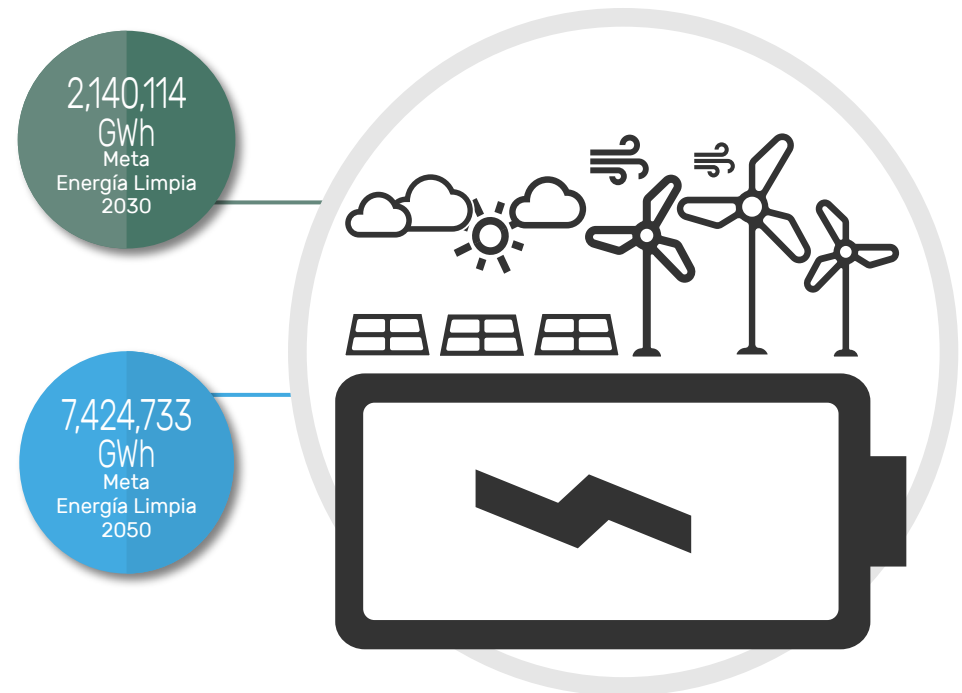 2,140,114
GWh
Meta
Energía Limpia
2030
7,424,733
GWh
Meta
Energía Limpia
2050